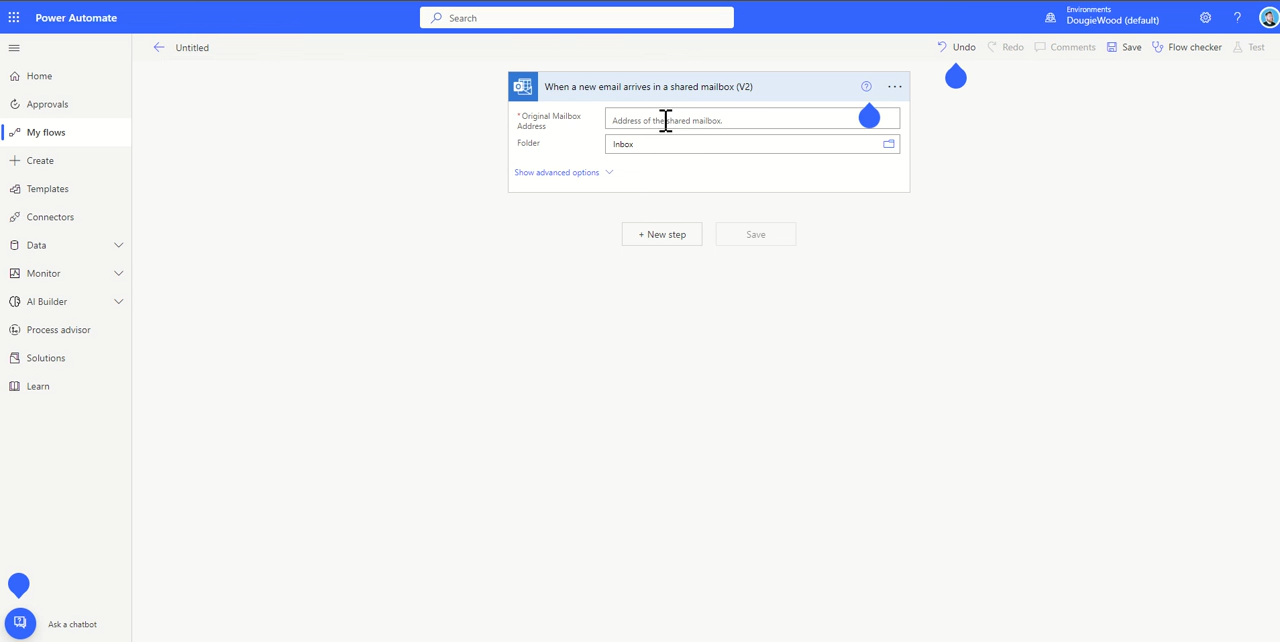 Power Automate
Search
Environments
DougieWood (default)
?
Untitled
Undo
Redo
Comments
Save
Flow checker
Test
Home
Approvals
My flows
Create
Templates
Connectors
Data
Monitor
AI Builder
Process advisor
Solutions
Learn
When a new email arrives in a shared mailbox (V2)
?
...
* Original Mailbox
Address
Address of the shared mailbox.
Folder
Inbox
Show advanced options
+ New step
Save
Ask a chatbot